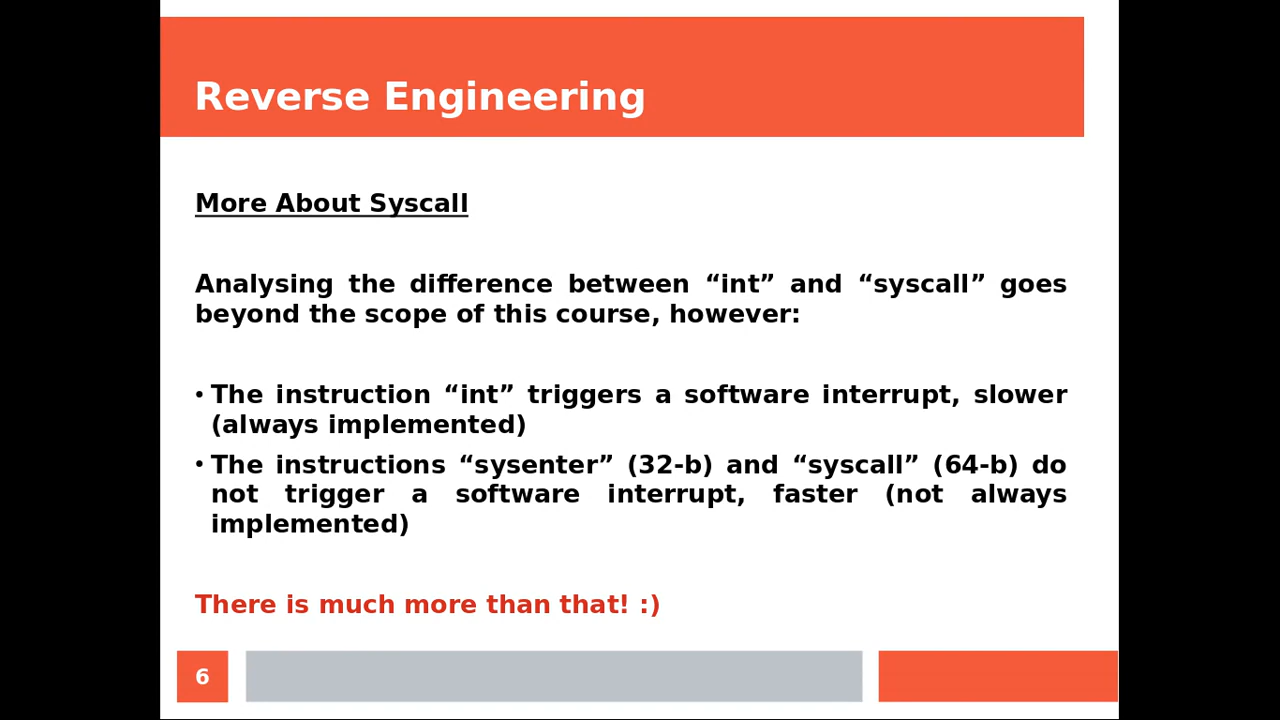 Reverse Engineering
More About Syscall
Analysing the difference between “int” and “syscall” goes
beyond the scope of this course, however:
• The instruction “int” triggers a software interrupt, slower
(always implemented)
• The instructions “sysenter” (32-b) and “syscall” (64-b) do
not trigger a software interrupt, faster (not always
implemented)
There is much more than that! :)
6